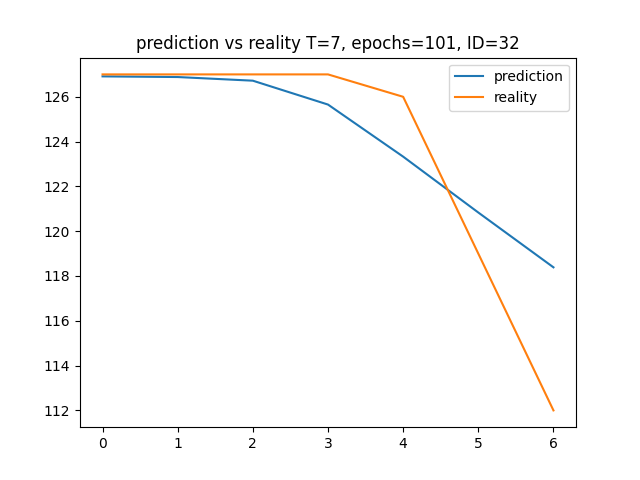 prediction vs reality T=7, epochs=101, ID=32
prediction
reality
126
124
122
120
118
116
114
112
0 1 2 3 4 5 6